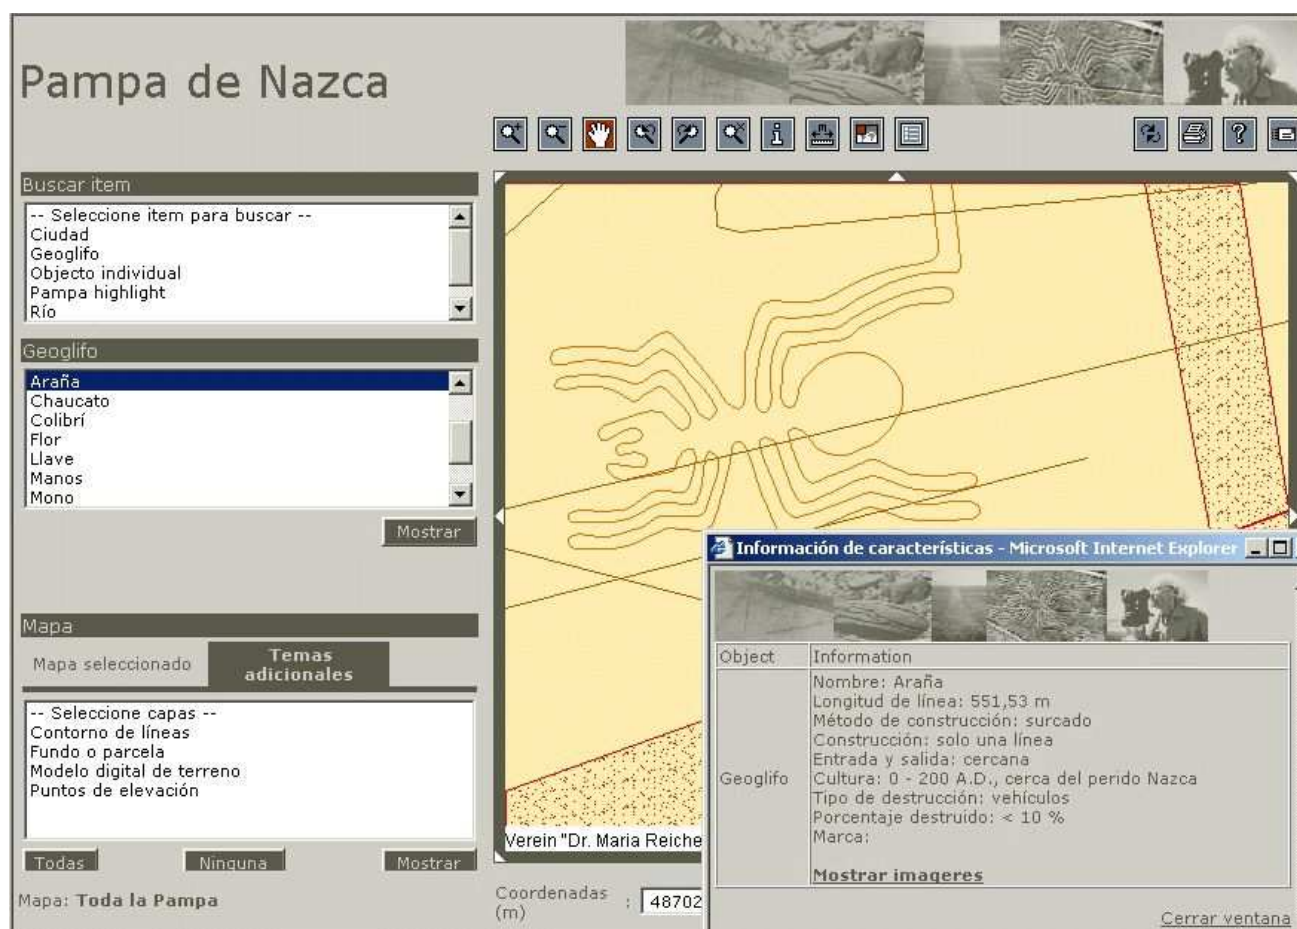 Pampa de Nazca
Buscar item
-- Seleccione item para buscar --
Ciudad
Geoglifo
Objecto individual
Pampa highlight
Río
Geoglifo
Araña
Chaucato
Colibrí
Flor
Llave
Manos
Mono
Mostrar
Mapa
Mapa seleccionado
Temas
adicionales
-- Seleccione capas --
Contorno de líneas
Fundo o parcela
Modelo digital de terreno
Puntos de elevación
Todas Ninguna Mostrar
Mapa: Toda la Pampa
Verein "Dr. Maria Reiche
Coordenadas
(m) : 48702
Información de características - Microsoft Internet Explorer
Object Information
Geoglifo
Nombre: Araña
Longitud de línea: 551,53 m
Método de construcción: surcado
Construcción: solo una línea
Entrada y salida: cercana
Cultura: 0 - 200 A.D., cerca del perido Nazca
Tipo de destrucción: vehículos
Porcentaje destruido: < 10 %
Marca:
Mostrar imageres
Cerrar ventana